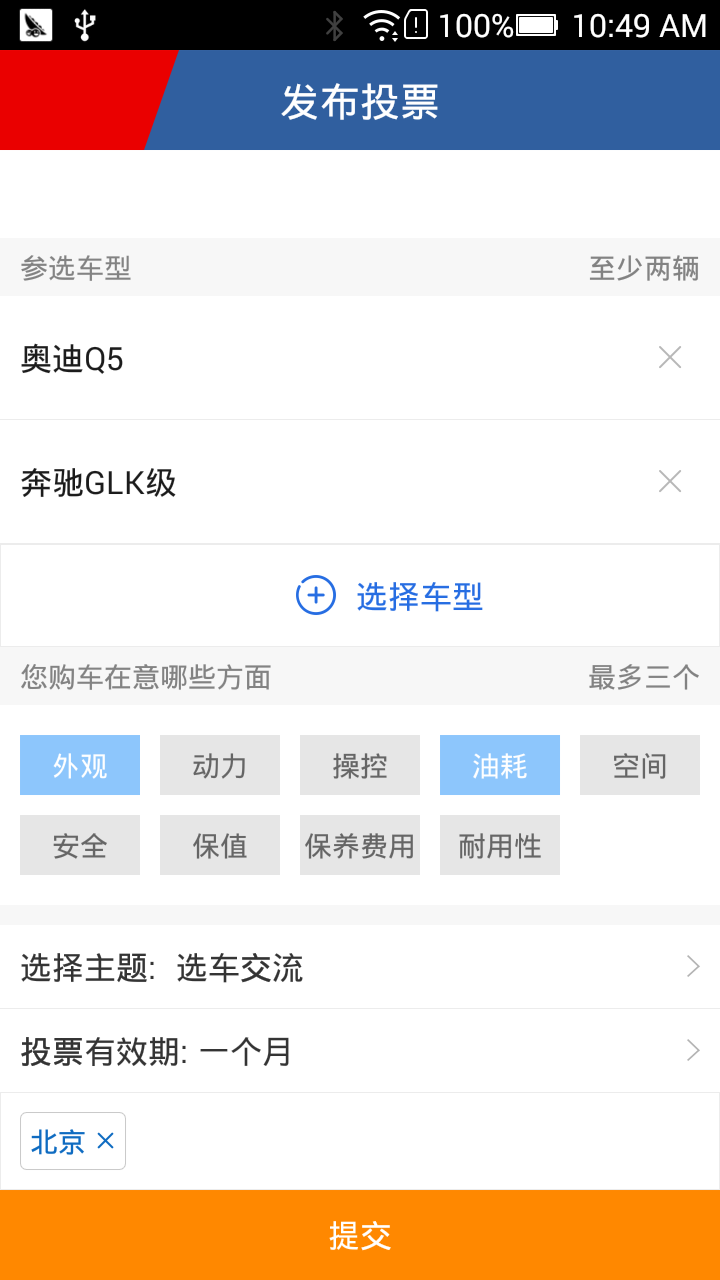 100% 10:49 AM
发布投票
参选车型 至少两辆
奥迪Q5
奔驰GLK级
选择车型
您购车在意哪些方面 最多三个
外观 动力 操控 油耗 空间
安全 保值 保养费用 耐用性
选择主题: 选车交流
投票有效期: 一个月
北京
提交